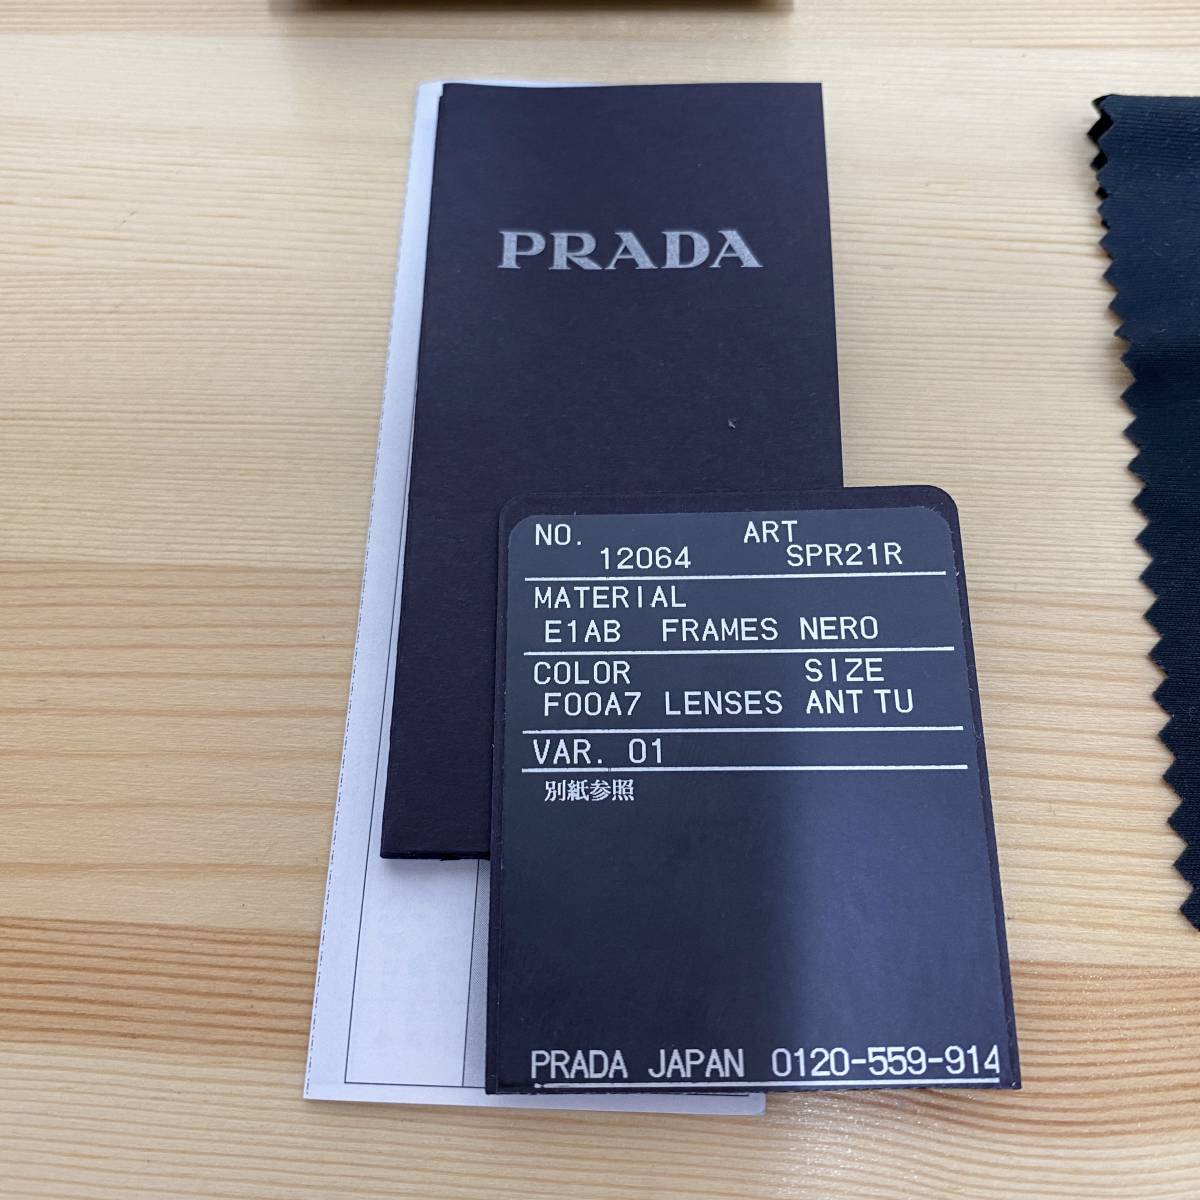 PRADA
NO. ART
12064 SPR21R
MATERIAL
E1AB FRAMES NERO
COLOR SIZE
F00A7 LENSES ANT TU
VAR. 01
別紙参照
PRADA JAPAN 0120-559-914